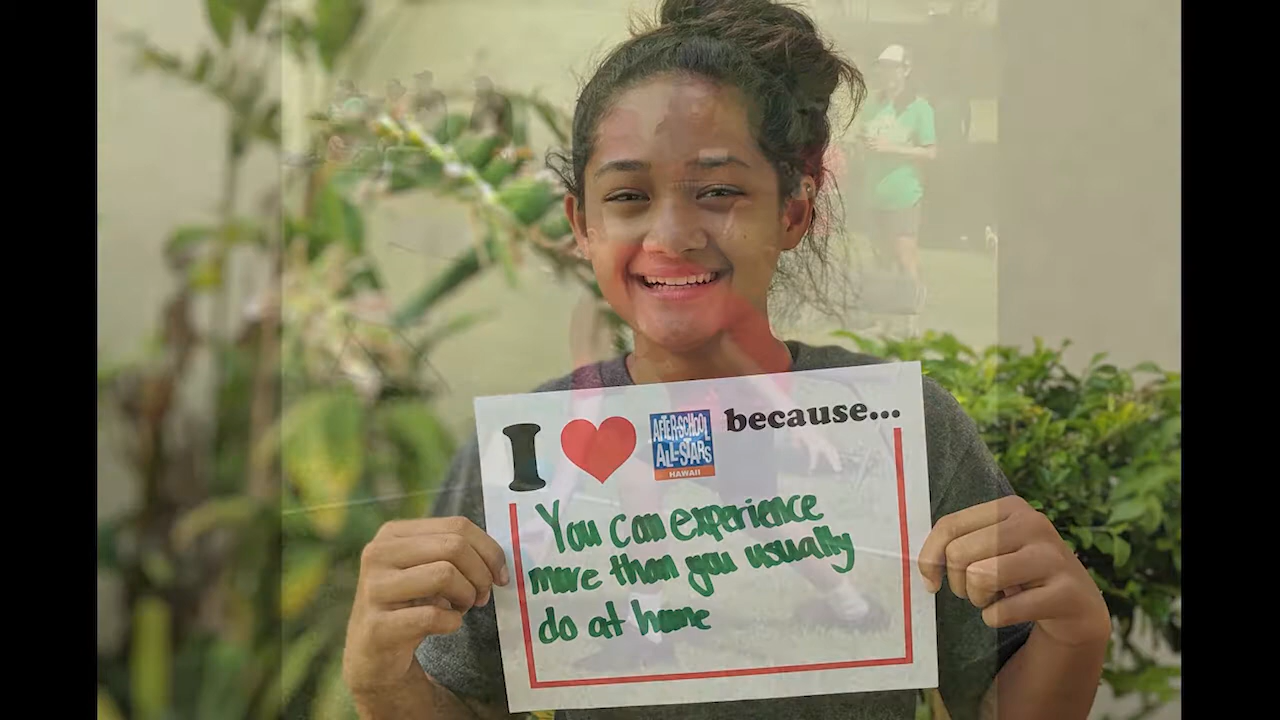 I ❤ AFTER-SCHOOL ALL-STARS HAWAII because...
You can experience
more than you usually
do at home